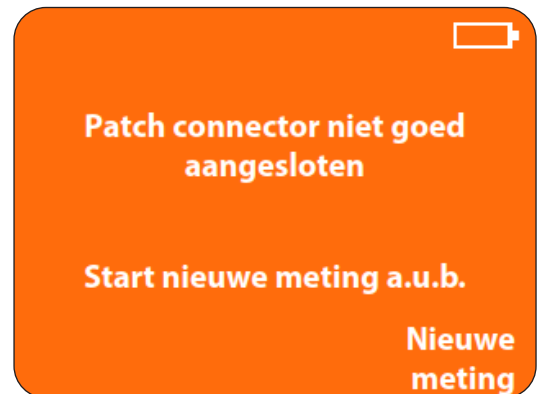 Patch connector niet goed
aangesloten
Start nieuwe meting a.u.b.
Nieuwe
meting